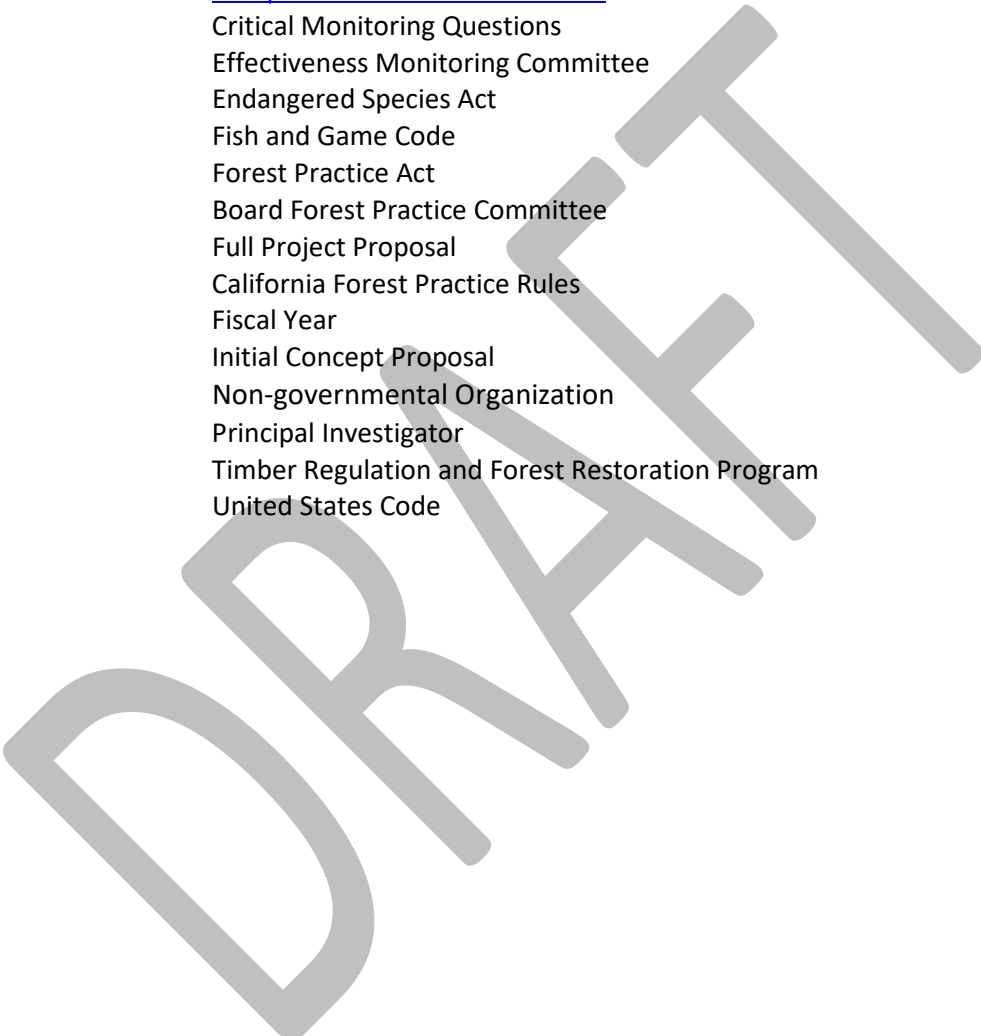 Critical Monitoring Questions
Effectiveness Monitoring Committee
Endangered Species Act
Fish and Game Code
Forest Practice Act
Board Forest Practice Committee
Full Project Proposal
California Forest Practice Rules
Fiscal Year
Initial Concept Proposal
Non-governmental Organization
Principal Investigator
Timber Regulation and Forest Restoration Program
United States Code
DRAFT